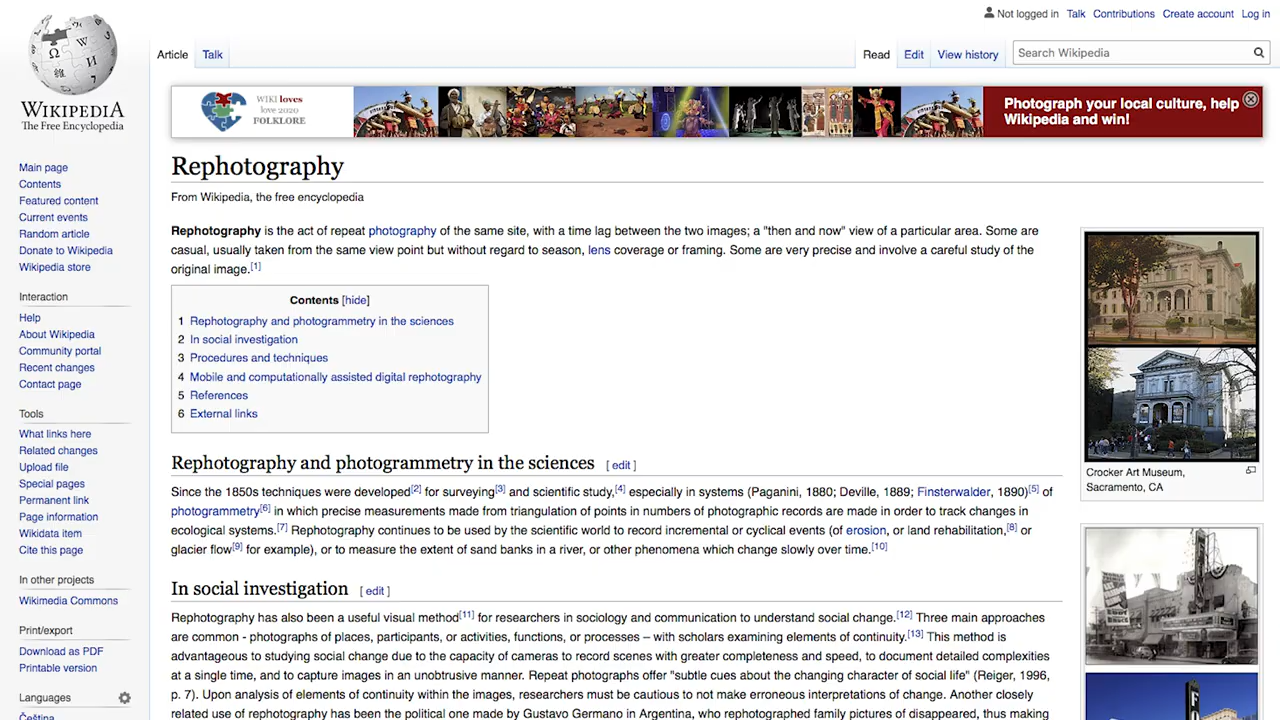 Not logged in Talk Contributions Create account Log in
Article Talk Read Edit View history Search Wikipedia
WIKIPEDIA
The Free Encyclopedia
WIKI loves
love 2020
FOLKLORE
Photograph your local culture, help
Wikipedia and win!
Main page
Contents
Featured content
Current events
Random article
Donate to Wikipedia
Wikipedia store
Interaction
Help
About Wikipedia
Community portal
Recent changes
Contact page
Tools
What links here
Related changes
Upload file
Special pages
Permanent link
Page information
Wikidata item
Cite this page
In other projects
Wikimedia Commons
Print/export
Download as PDF
Printable version
Languages
Čeština
Rephotography
From Wikipedia, the free encyclopedia
Rephotography is the act of repeat photography of the same site, with a time lag between the two images; a "then and now" view of a particular area. Some are
casual, usually taken from the same view point but without regard to season, lens coverage or framing. Some are very precise and involve a careful study of the
original image.[1]
Contents [hide]
1 Rephotography and photogrammetry in the sciences
2 In social investigation
3 Procedures and techniques
4 Mobile and computationally assisted digital rephotography
5 References
6 External links
Rephotography and photogrammetry in the sciences [ edit ]
Since the 1850s techniques were developed[2] for surveying[3] and scientific study,[4] especially in systems (Paganini, 1880; Deville, 1889; Finsterwalder, 1890)[5] of
photogrammetry[6] in which precise measurements made from triangulation of points in numbers of photographic records are made in order to track changes in
ecological systems.[7] Rephotography continues to be used by the scientific world to record incremental or cyclical events (of erosion, or land rehabilitation,[8] or
glacier flow[9] for example), or to measure the extent of sand banks in a river, or other phenomena which change slowly over time.[10]
In social investigation [ edit ]
Rephotography has also been a useful visual method[11] for researchers in sociology and communication to understand social change.[12] Three main approaches
are common - photographs of places, participants, or activities, functions, or processes – with scholars examining elements of continuity.[13] This method is
advantageous to studying social change due to the capacity of cameras to record scenes with greater completeness and speed, to document detailed complexities
at a single time, and to capture images in an unobtrusive manner. Repeat photographs offer "subtle cues about the changing character of social life" (Reiger, 1996,
p. 7). Upon analysis of elements of continuity within the images, researchers must be cautious to not make erroneous interpretations of change. Another closely
related use of rephotography has been the political one made by Gustavo Germano in Argentina, who rephotographed family pictures of disappeared, thus making
Crocker Art Museum,
Sacramento, CA